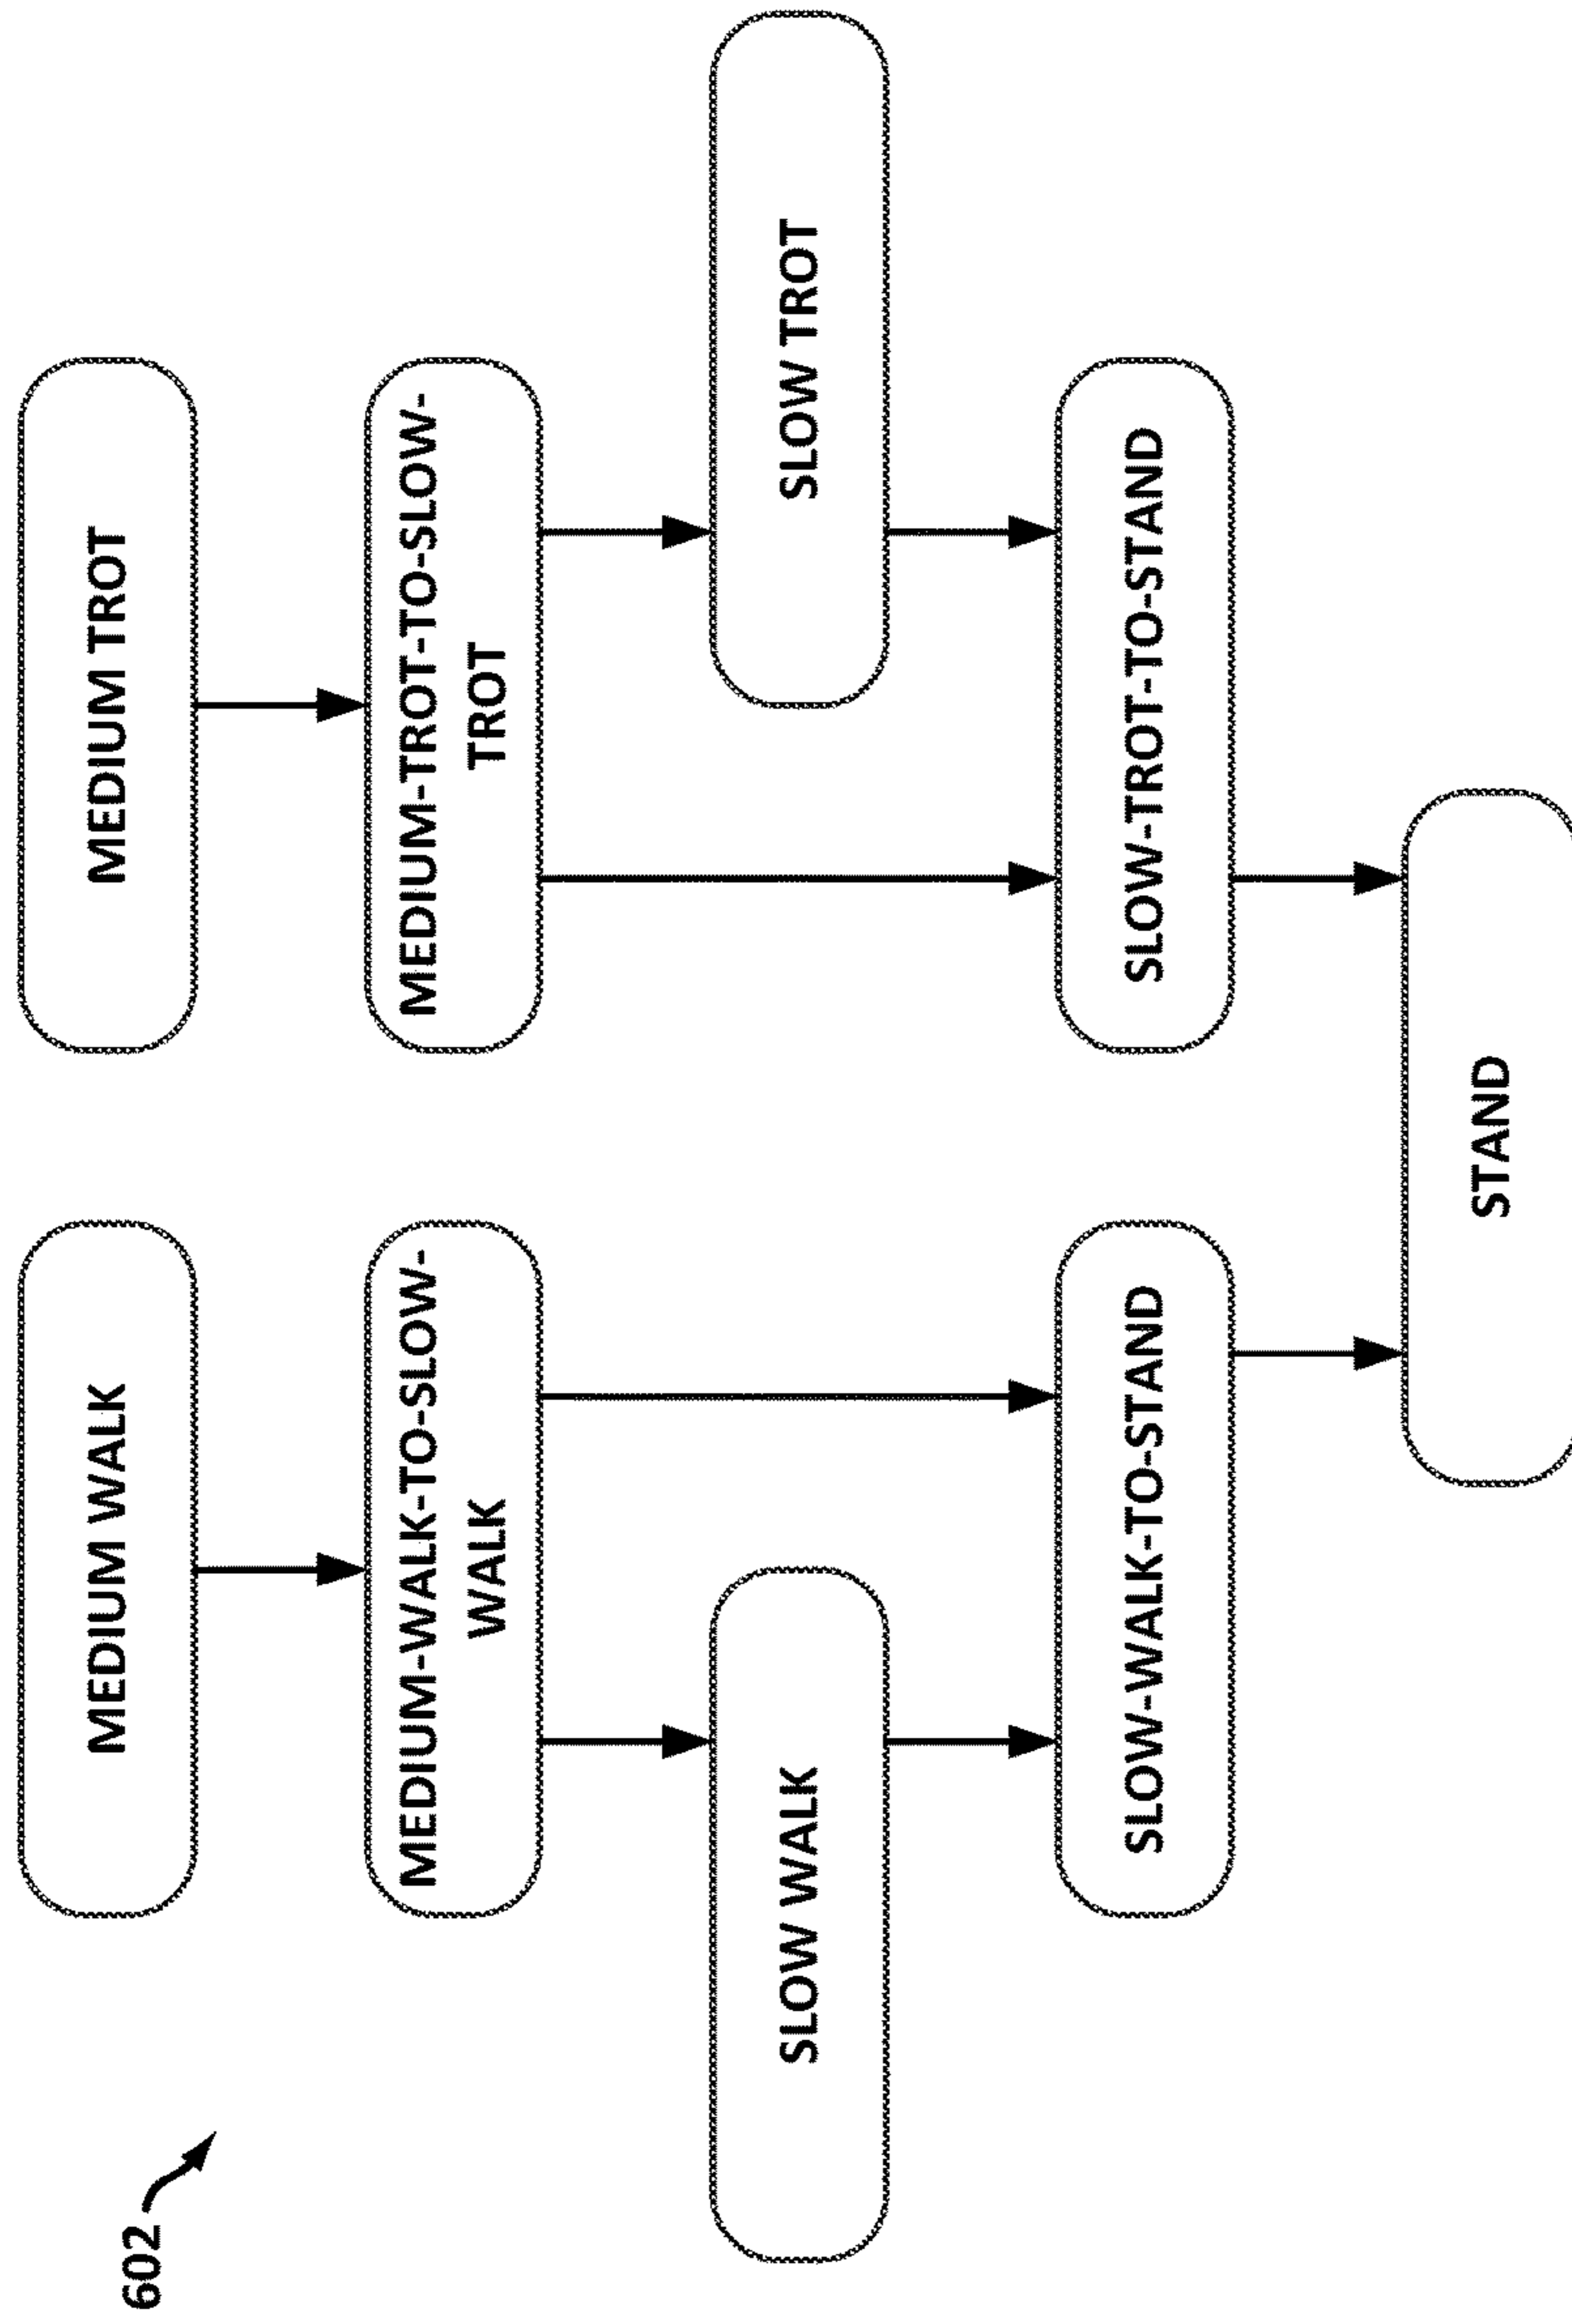 602
MEDIUM WALK
MEDIUM TROT
MEDIUM-WALK-TO-SLOW-
WALK
MEDIUM-TROT-TO-SLOW-
TROT
SLOW WALK
SLOW TROT
SLOW-WALK-TO-STAND
SLOW-TROT-TO-STAND
STAND